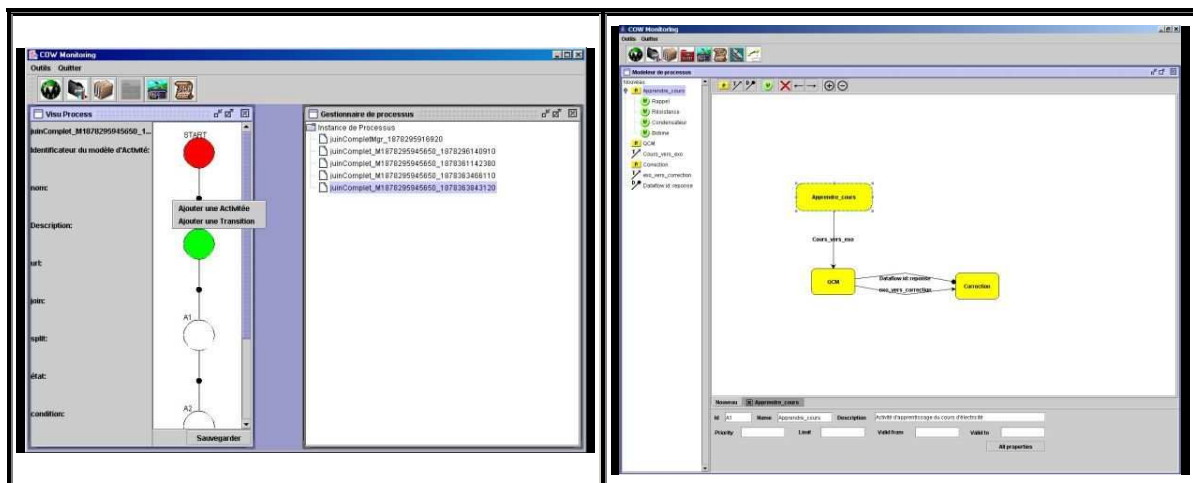 COW Monitoring
Outils Quitter
Visu Process
juinComplet_M1878295945650_1...
Identificateur du modèle d'Activité:
nom:
Description:
url:
join:
split:
état:
condition:
START
Ajouter une Activitée
Ajouter une Transition
A1
A2
Sauvegarder
Gestionnaire de processus
Instance de Processus
juinCompletMgr_1878295916920
juinComplet_M1878295945650_1878296140910
juinComplet_M1878295945650_1878361142380
juinComplet_M1878295945650_1878363466110
juinComplet_M1878295945650_1878363843120
COW Monitoring
Outils Quitter
Modeleur de processus
Nouveau
Apprendre_cours
Rappel
Résistance
Condensateur
Bobine
QCM
Cours_vers_exo
Correction
exo_vers_correction
Dataflow id reponse
Apprendre_cours
Cours_vers_exo
QCM
Dataflow id reponse
exo_vers_correction
Correction
Nouveau Apprendre_cours
Id A1 Name Apprendre_cours Description Activité d'apprentissage du cours d'électricité
Priority Limit Valid from Valid to
All properties